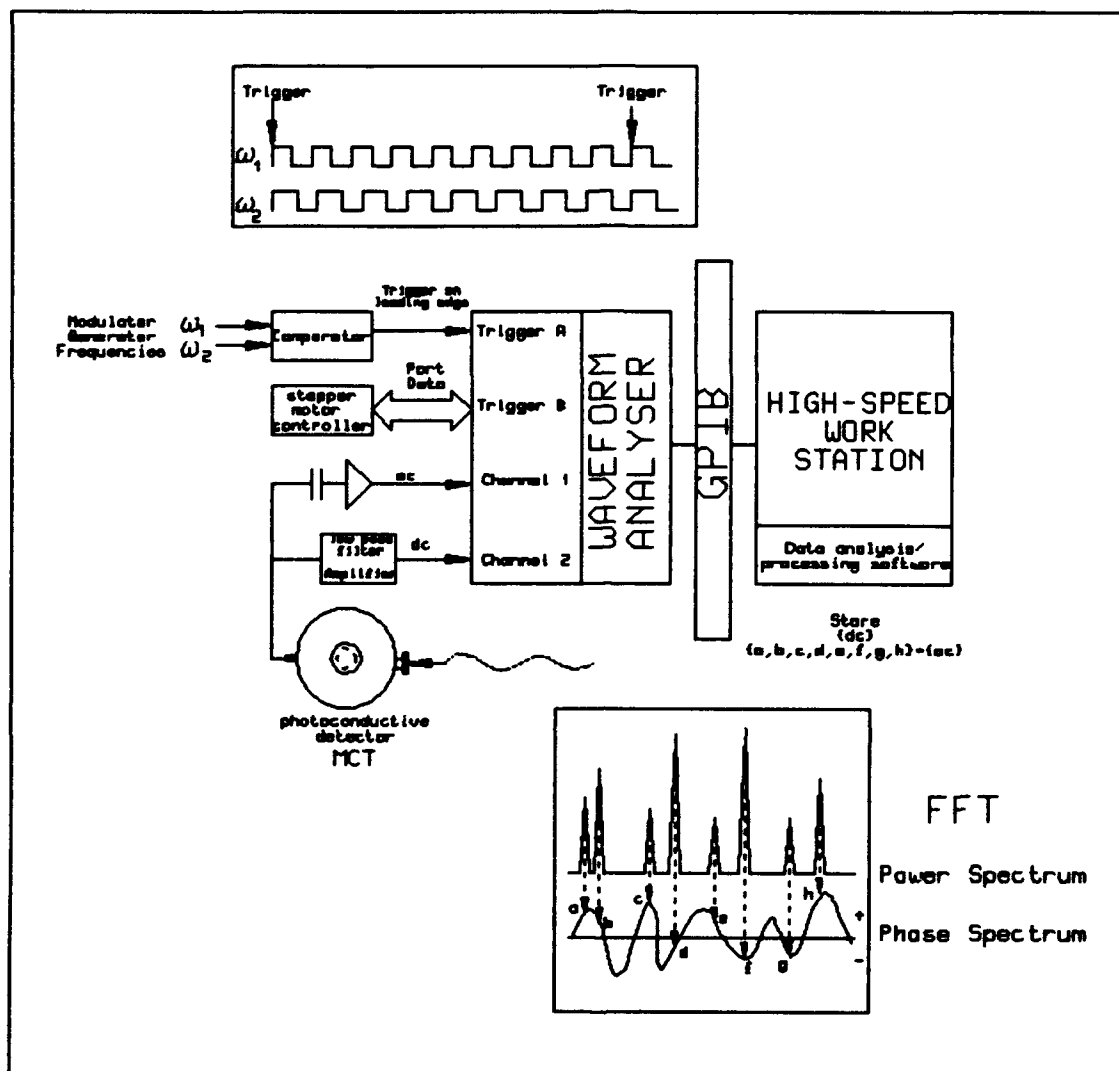 Trigger
Trigger
ω1
ω2
Trigger on
leading edge
Modulator
Generator
Frequencies
ω1
ω2
Comparator
Trigger A
Port
Data
stepper
motor
controller
Trigger B
ac
Channel 1
low pass
filter
Amplifier
dc
Channel 2
WAVEFORM
ANALYSER
GPIB
HIGH-SPEED
WORK
STATION
Data analysis/
processing software
Store
(dc)
(a,b,c,d,e,f,g,h)=(ac)
photoconductive
detector
MCT
FFT
Power Spectrum
a
b
c
d
e
f
g
h
+
Phase Spectrum
-